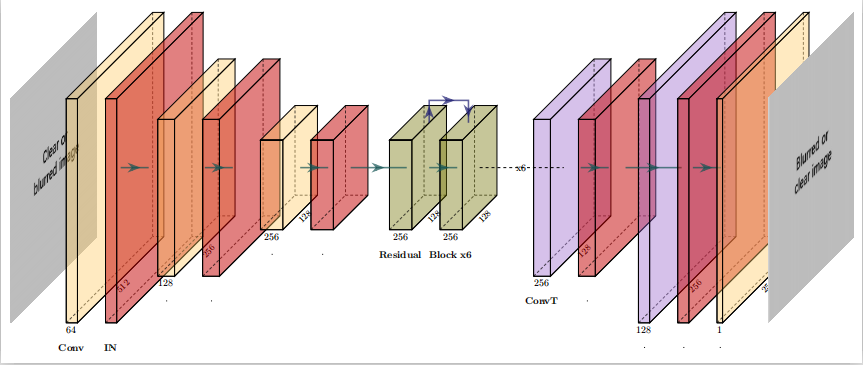 Clear or
blurred image
64
Conv
512
IN
128
256
256
128
256
256
128
128
Residual Block x6
x6
256
128
ConvT
128
256
1
Blurred or
clear image